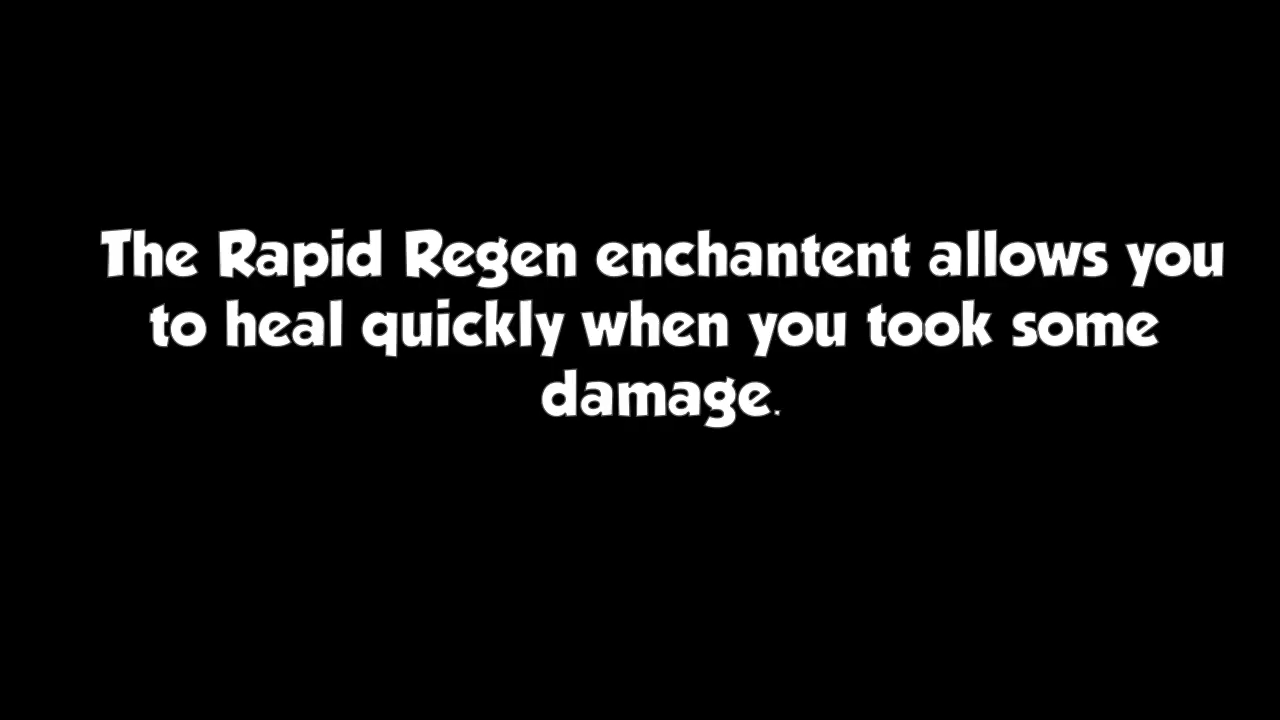 The Rapid Regen enchantent allows you
to heal quickly when you took some
damage.